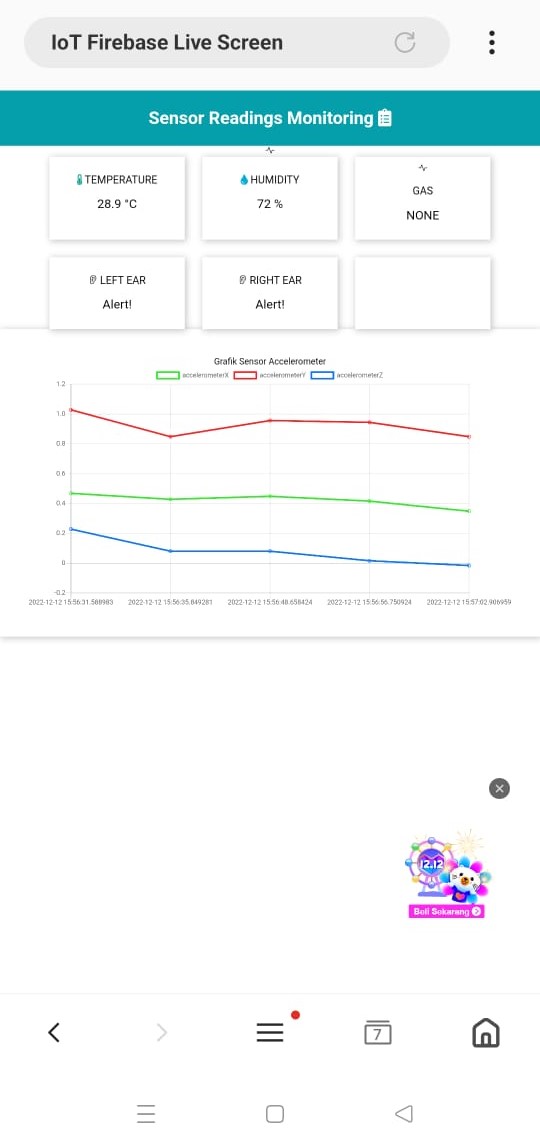 IoT Firebase Live Screen
Sensor Readings Monitoring
TEMPERATURE
28.9 °C
HUMIDITY
72 %
GAS
NONE
LEFT EAR
Alert!
RIGHT EAR
Alert!
Grafik Sensor Accelerometer
accelerometerX accelerometerY accelerometerZ
1.2
1.0
0.8
0.6
0.4
0.2
0
-0.2
2022-12-12 15:56:31.589983 2022-12-12 15:56:35.849281 2022-12-12 15:56:48.658424 2022-12-12 15:56:56.750924 2022-12-12 15:57:02.906959
12.12
Beli Sekarang
7